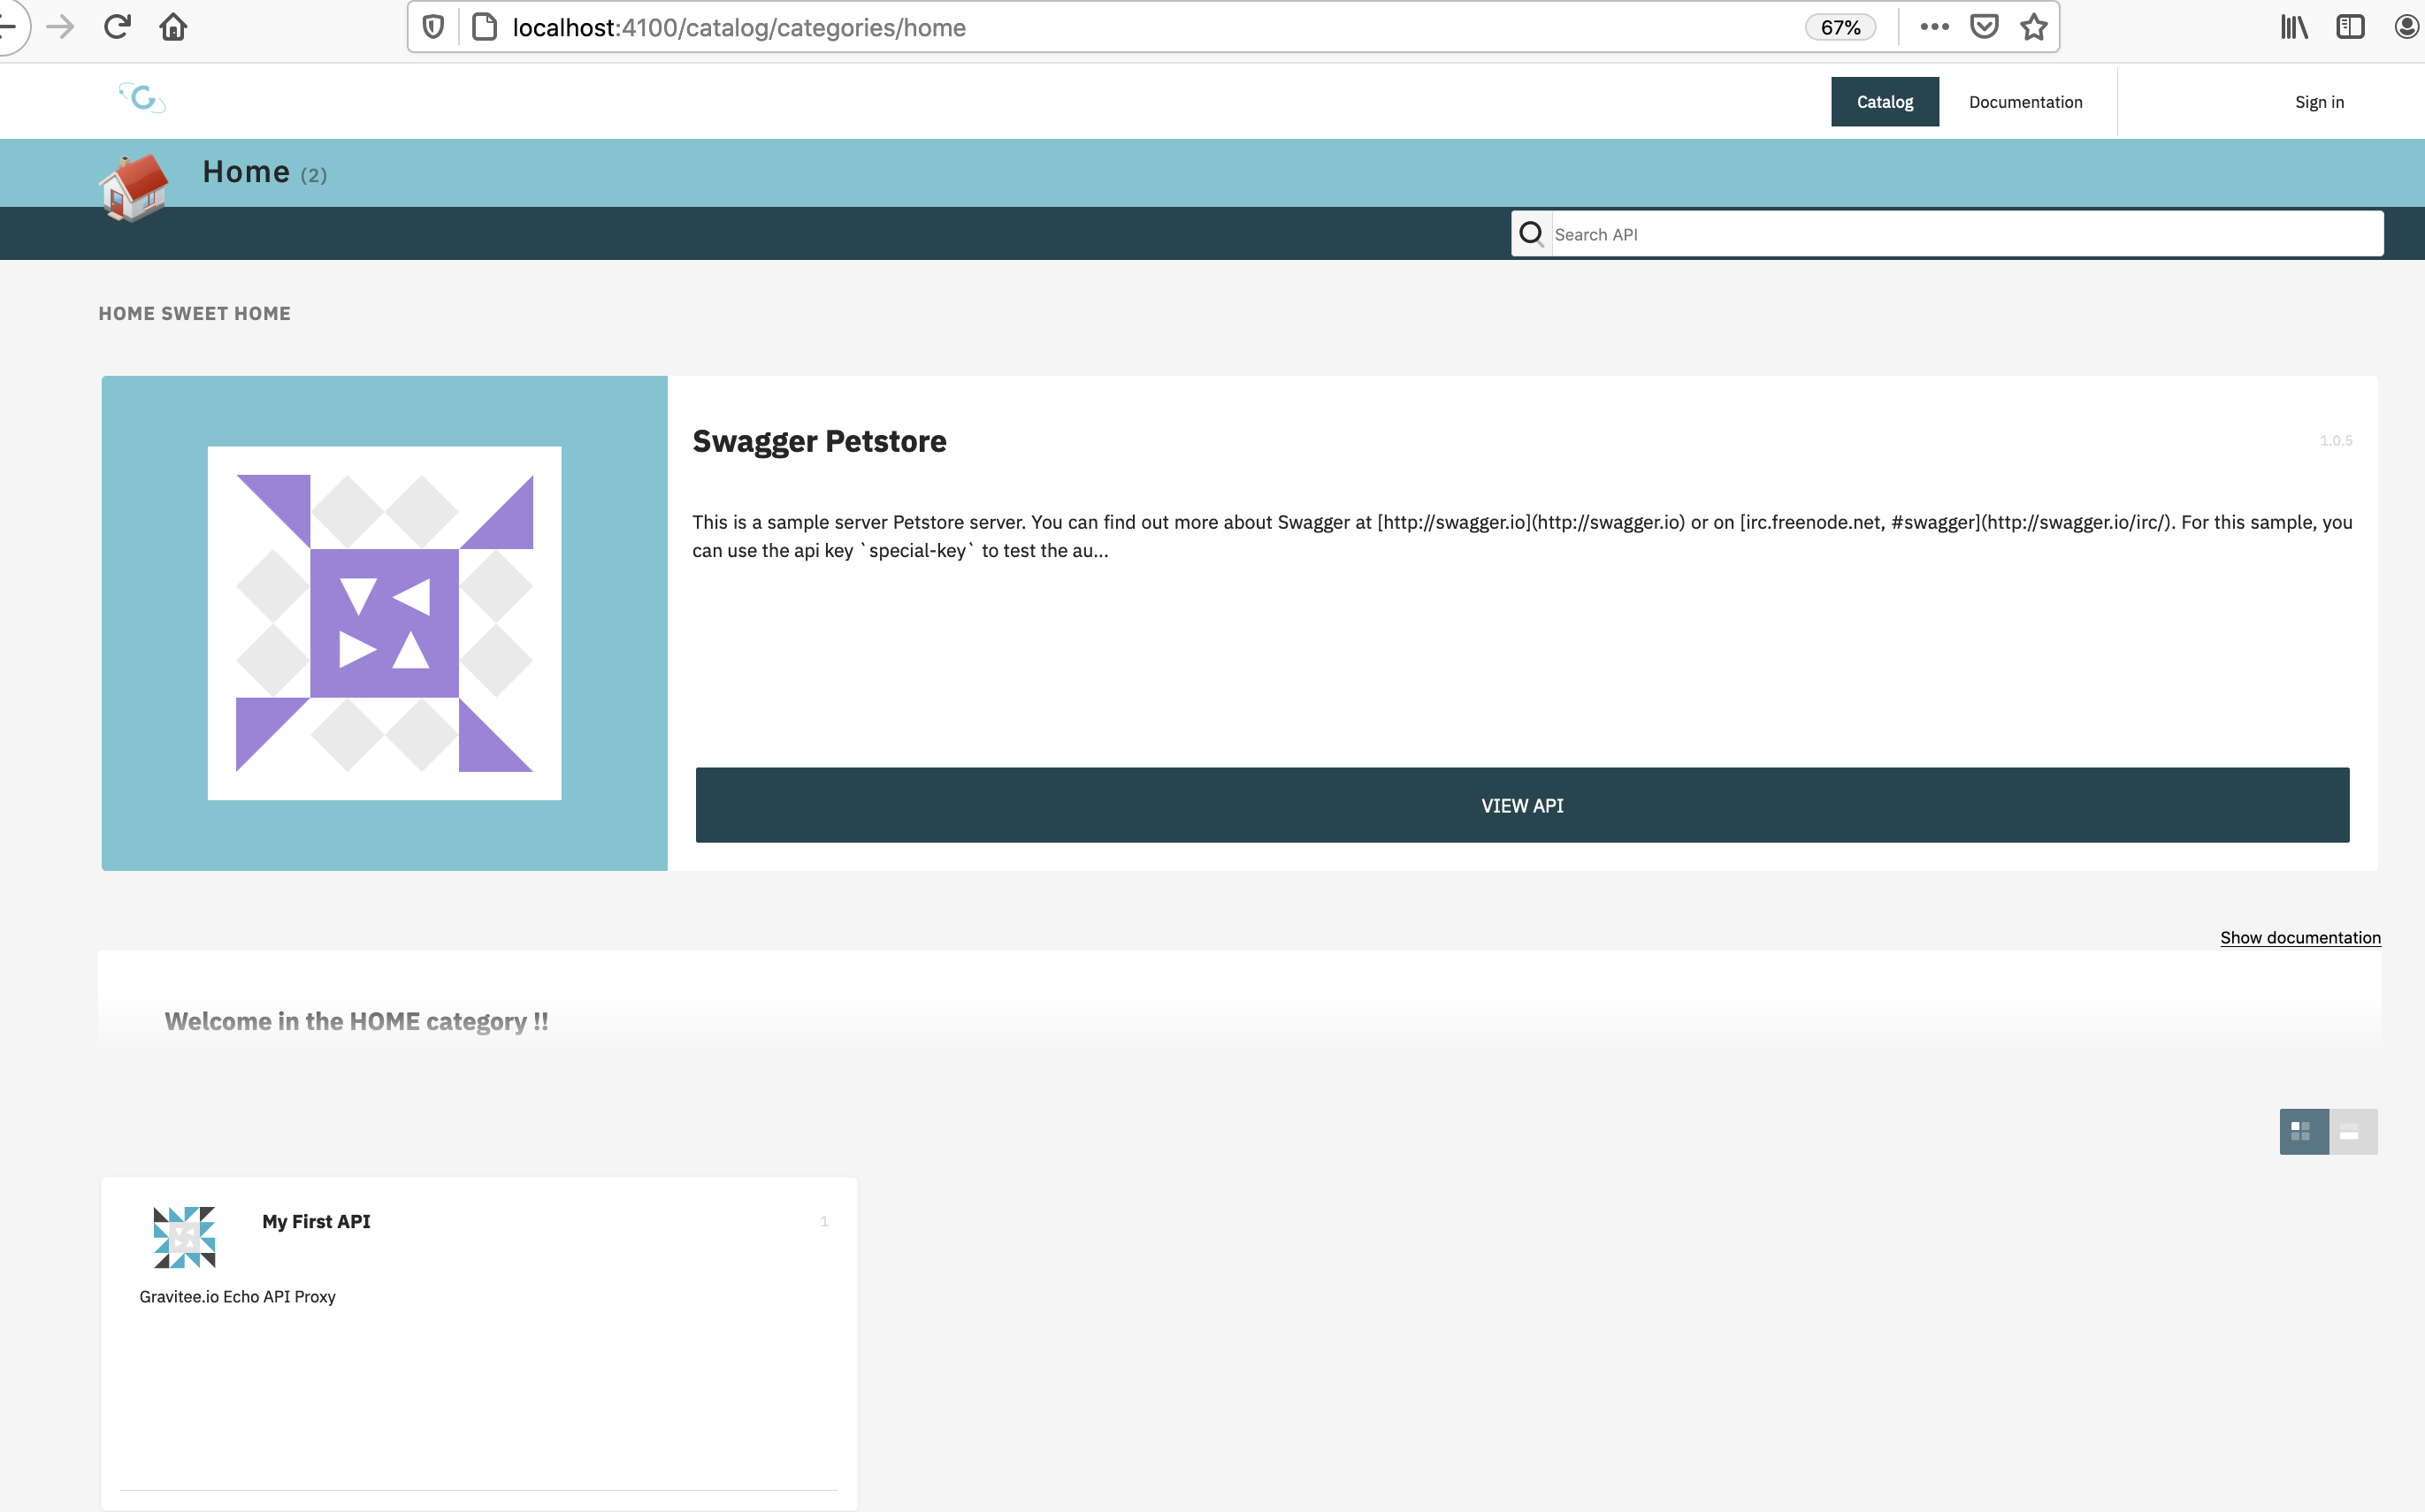 localhost:4100/catalog/categories/home
67%
Catalog
Documentation
Sign in
Home (2)
Search API
HOME SWEET HOME
Swagger Petstore
1.0.5
This is a sample server Petstore server. You can find out more about Swagger at [http://swagger.io](http://swagger.io) or on [irc.freenode.net, #swagger](http://swagger.io/irc/). For this sample, you
can use the api key `special-key` to test the au...
VIEW API
Show documentation
Welcome in the HOME category !!
My First API
1
Gravitee.io Echo API Proxy